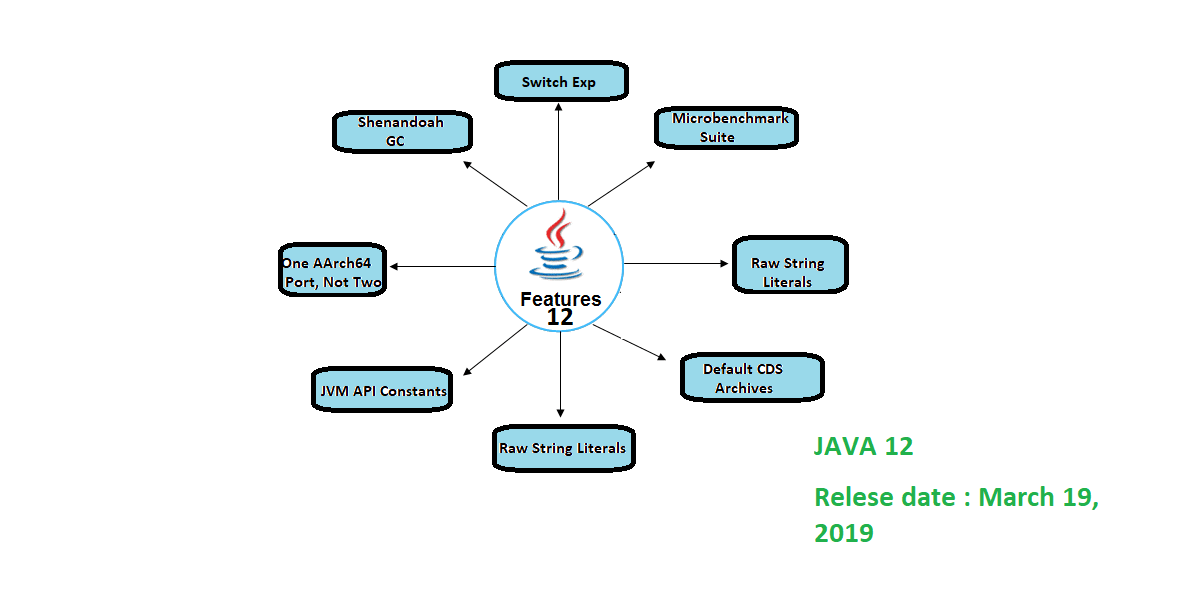 Switch Exp
Shenandoah
GC
Microbenchmark
Suite
One AArch64
Port, Not Two
Features
12
Raw String
Literals
JVM API Constants
Default CDS
Archives
Raw String Literals
JAVA 12
Relese date : March 19,
2019